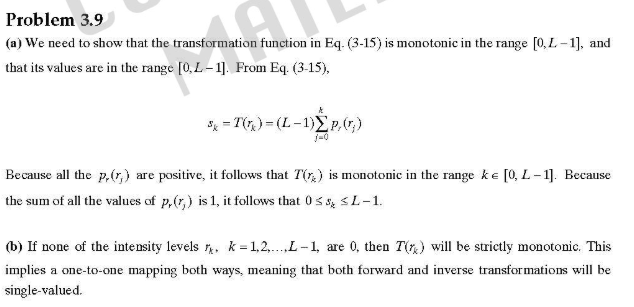 Problem 3.9
(a) We need to show that the transformation function in Eq. (3-15) is monotonic in the range [0, L − 1], and
that its values are in the range [0, L − 1]. From Eq. (3-15),
s_k = T(r_k) = (L − 1) ∑_{j=0}^{k} p_r(r_j)
Because all the p_r(r_j) are positive, it follows that T(r_k) is monotonic in the range k ∈ [0, L − 1]. Because
the sum of all the values of p_r(r_j) is 1, it follows that 0 ≤ s_k ≤ L − 1.
(b) If none of the intensity levels r_k, k = 1,2,…,L − 1, are 0, then T(r_k) will be strictly monotonic. This
implies a one-to-one mapping both ways, meaning that both forward and inverse transformations will be
single-valued.